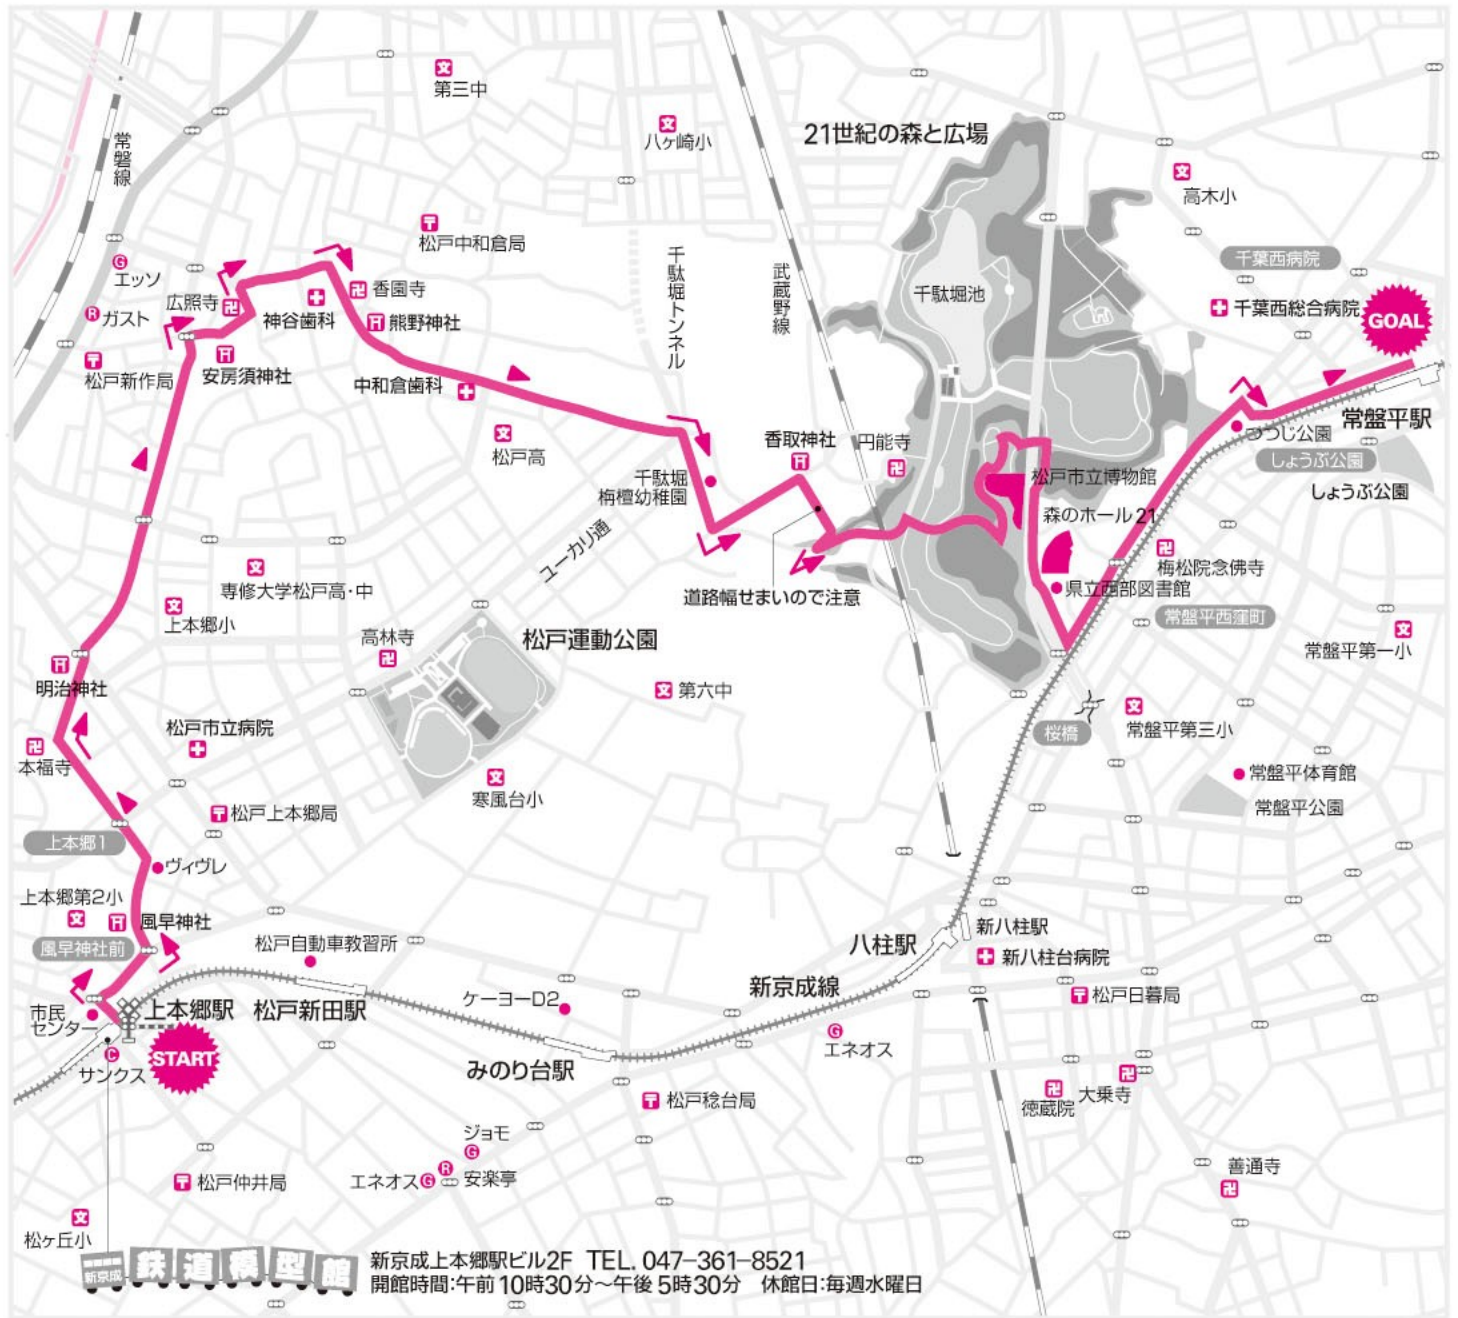 第三中
常磐線
八ヶ崎小
21世紀の森と広場
高木小
松戸中和倉局
千駄堀トンネル
武蔵野線
千葉西病院
エッソ
広照寺
香園寺
千駄堀池
千葉西総合病院
ガスト
神谷歯科
熊野神社
GOAL
松戸新作局
安房須神社
中和倉歯科
常盤平駅
つつじ公園
香取神社
円能寺
松戸高
しょうぶ公園
しょうぶ公園
千駄堀
栴檀幼稚園
松戸市立博物館
森のホール21
ユーカリ通
梅松院念佛寺
専修大学松戸高・中
道路幅せまいので注意
県立西部図書館
上本郷小
常盤平西窪町
高林寺
松戸運動公園
常盤平第一小
明治神社
第六中
松戸市立病院
桜橋
常盤平第三小
本福寺
常盤平体育館
寒風台小
常盤平公園
松戸上本郷局
上本郷1
ヴィヴレ
上本郷第2小
風早神社
新八柱駅
風早神社前
松戸自動車教習所
八柱駅
新八柱台病院
新京成線
松戸日暮局
市民
センター
上本郷駅
松戸新田駅
ケーヨーD2
エネオス
START
サンクス
みのり台駅
徳蔵院
大乗寺
松戸稔台局
ジョモ
エネオス
安楽亭
松戸仲井局
善通寺
松ヶ丘小
新京成
鉄道模型館
新京成上本郷駅ビル2F TEL. 047-361-8521
開館時間:午前10時30分〜午後5時30分 休館日:毎週水曜日